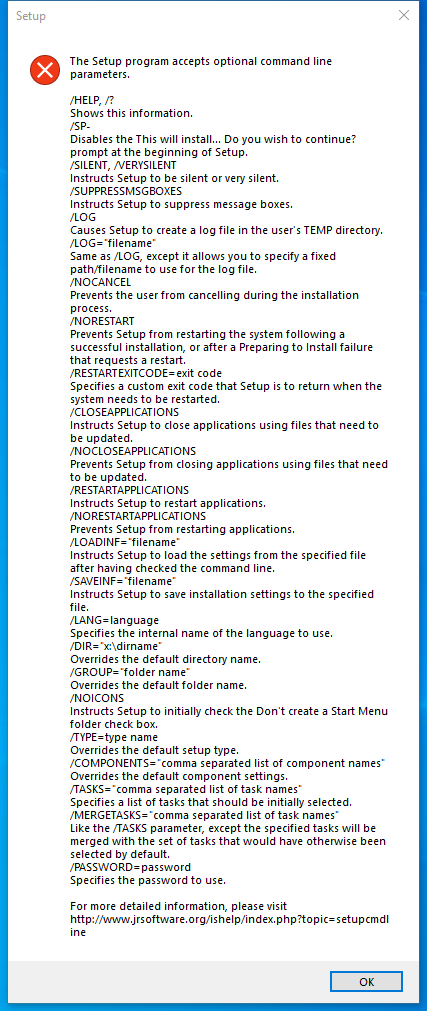 Setup
The Setup program accepts optional command line
parameters.
/HELP, /?
Shows this information.
/SP-
Disables the This will install... Do you wish to continue?
prompt at the beginning of Setup.
/SILENT, /VERYSILENT
Instructs Setup to be silent or very silent.
/SUPPRESSMSGBOXES
Instructs Setup to suppress message boxes.
/LOG
Causes Setup to create a log file in the user's TEMP directory.
/LOG="filename"
Same as /LOG, except it allows you to specify a fixed
path/filename to use for the log file.
/NOCANCEL
Prevents the user from cancelling during the installation
process.
/NORESTART
Prevents Setup from restarting the system following a
successful installation, or after a Preparing to Install failure
that requests a restart.
/RESTARTEXITCODE=exit code
Specifies a custom exit code that Setup is to return when the
system needs to be restarted.
/CLOSEAPPLICATIONS
Instructs Setup to close applications using files that need to
be updated.
/NOCLOSEAPPLICATIONS
Prevents Setup from closing applications using files that need
to be updated.
/RESTARTAPPLICATIONS
Instructs Setup to restart applications.
/NORESTARTAPPLICATIONS
Prevents Setup from restarting applications.
/LOADINF="filename"
Instructs Setup to load the settings from the specified file
after having checked the command line.
/SAVEINF="filename"
Instructs Setup to save installation settings to the specified
file.
/LANG=language
Specifies the internal name of the language to use.
/DIR="x:\dirname"
Overrides the default directory name.
/GROUP="folder name"
Overrides the default folder name.
/NOICONS
Instructs Setup to initially check the Don't create a Start Menu
folder check box.
/TYPE=type name
Overrides the default setup type.
/COMPONENTS="comma separated list of component names"
Overrides the default component settings.
/TASKS="comma separated list of task names"
Specifies a list of tasks that should be initially selected.
/MERGETASKS="comma separated list of task names"
Like the /TASKS parameter, except the specified tasks will be
merged with the set of tasks that would have otherwise been
selected by default.
/PASSWORD=password
Specifies the password to use.
For more detailed information, please visit
http://www.jrsoftware.org/ishelp/index.php?topic=setupcmdl
ine
OK